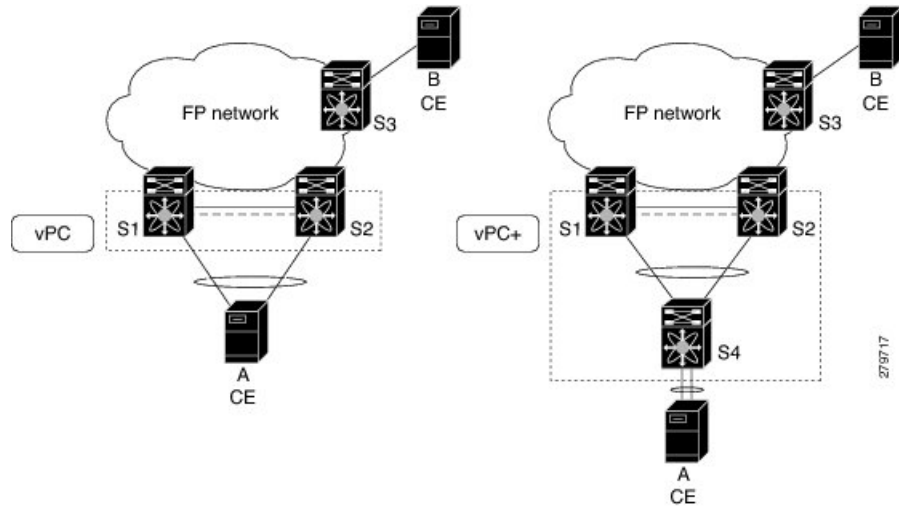 B
CE
FP network
S3
vPC
S1
S2
A
CE
B
CE
FP network
S3
vPC+
S1
S2
S4
A
CE
279717